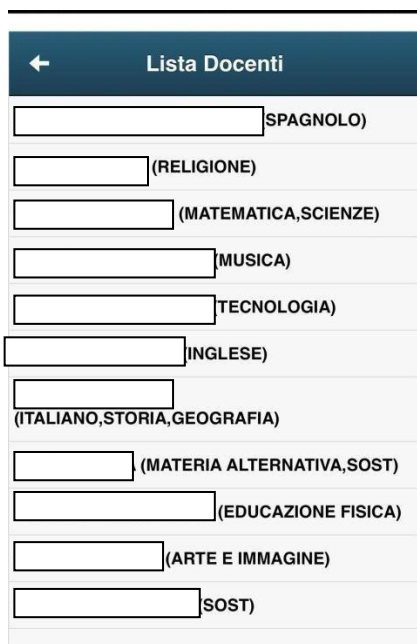 Lista Docenti
(SPAGNOLO)
(RELIGIONE)
(MATEMATICA,SCIENZE)
(MUSICA)
(TECNOLOGIA)
(INGLESE)
(ITALIANO,STORIA,GEOGRAFIA)
(MATERIA ALTERNATIVA,SOST)
(EDUCAZIONE FISICA)
(ARTE E IMMAGINE)
(SOST)